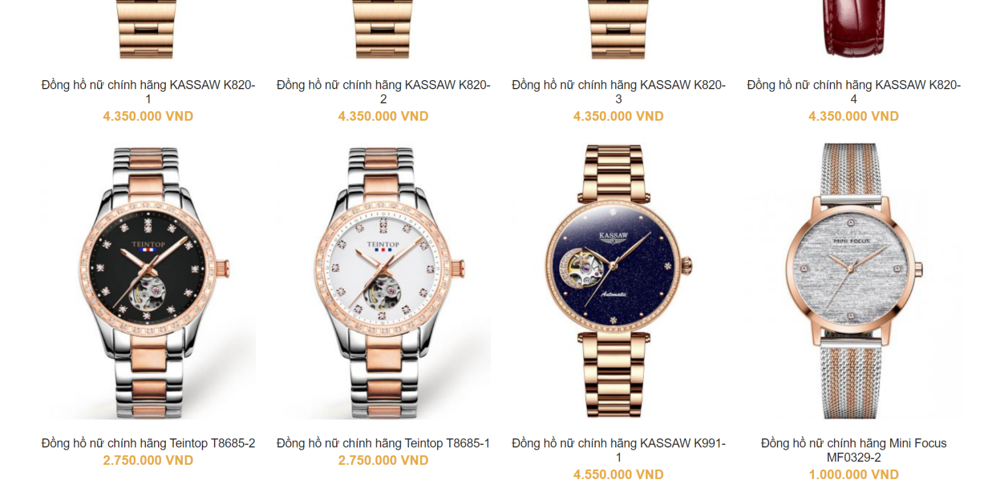 Đồng hồ nữ chính hãng KASSAW K820-
1
4.350.000 VND
Đồng hồ nữ chính hãng KASSAW K820-
2
4.350.000 VND
Đồng hồ nữ chính hãng KASSAW K820-
3
4.350.000 VND
Đồng hồ nữ chính hãng KASSAW K820-
4
4.350.000 VND
TEINTOP
TEINTOP
KASSAW
Automatic
MINI FOCUS
Đồng hồ nữ chính hãng Teintop T8685-2
2.750.000 VND
Đồng hồ nữ chính hãng Teintop T8685-1
2.750.000 VND
Đồng hồ nữ chính hãng KASSAW K991-
1
4.550.000 VND
Đồng hồ nữ chính hãng Mini Focus
MF0329-2
1.000.000 VND